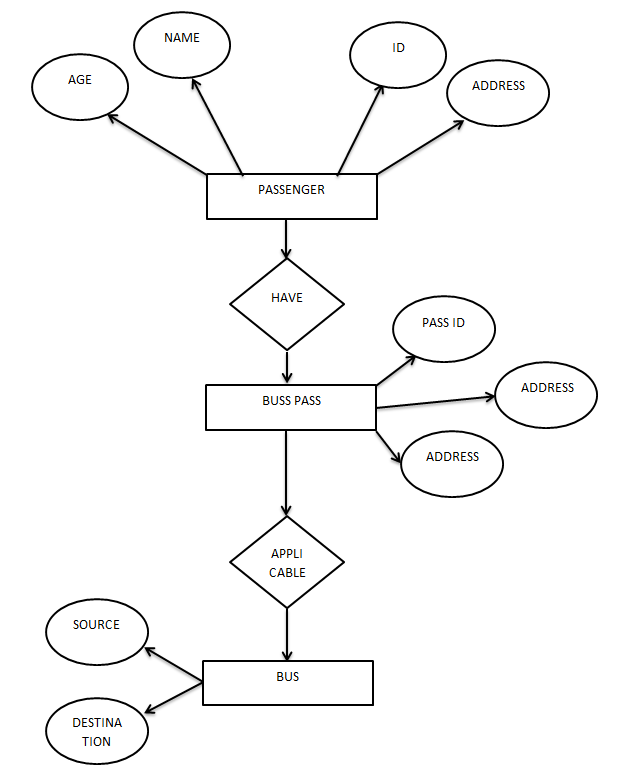 NAME
ID
AGE
ADDRESS
PASSENGER
HAVE
PASS ID
ADDRESS
BUSS PASS
ADDRESS
APPLI
CABLE
SOURCE
BUS
DESTINA
TION